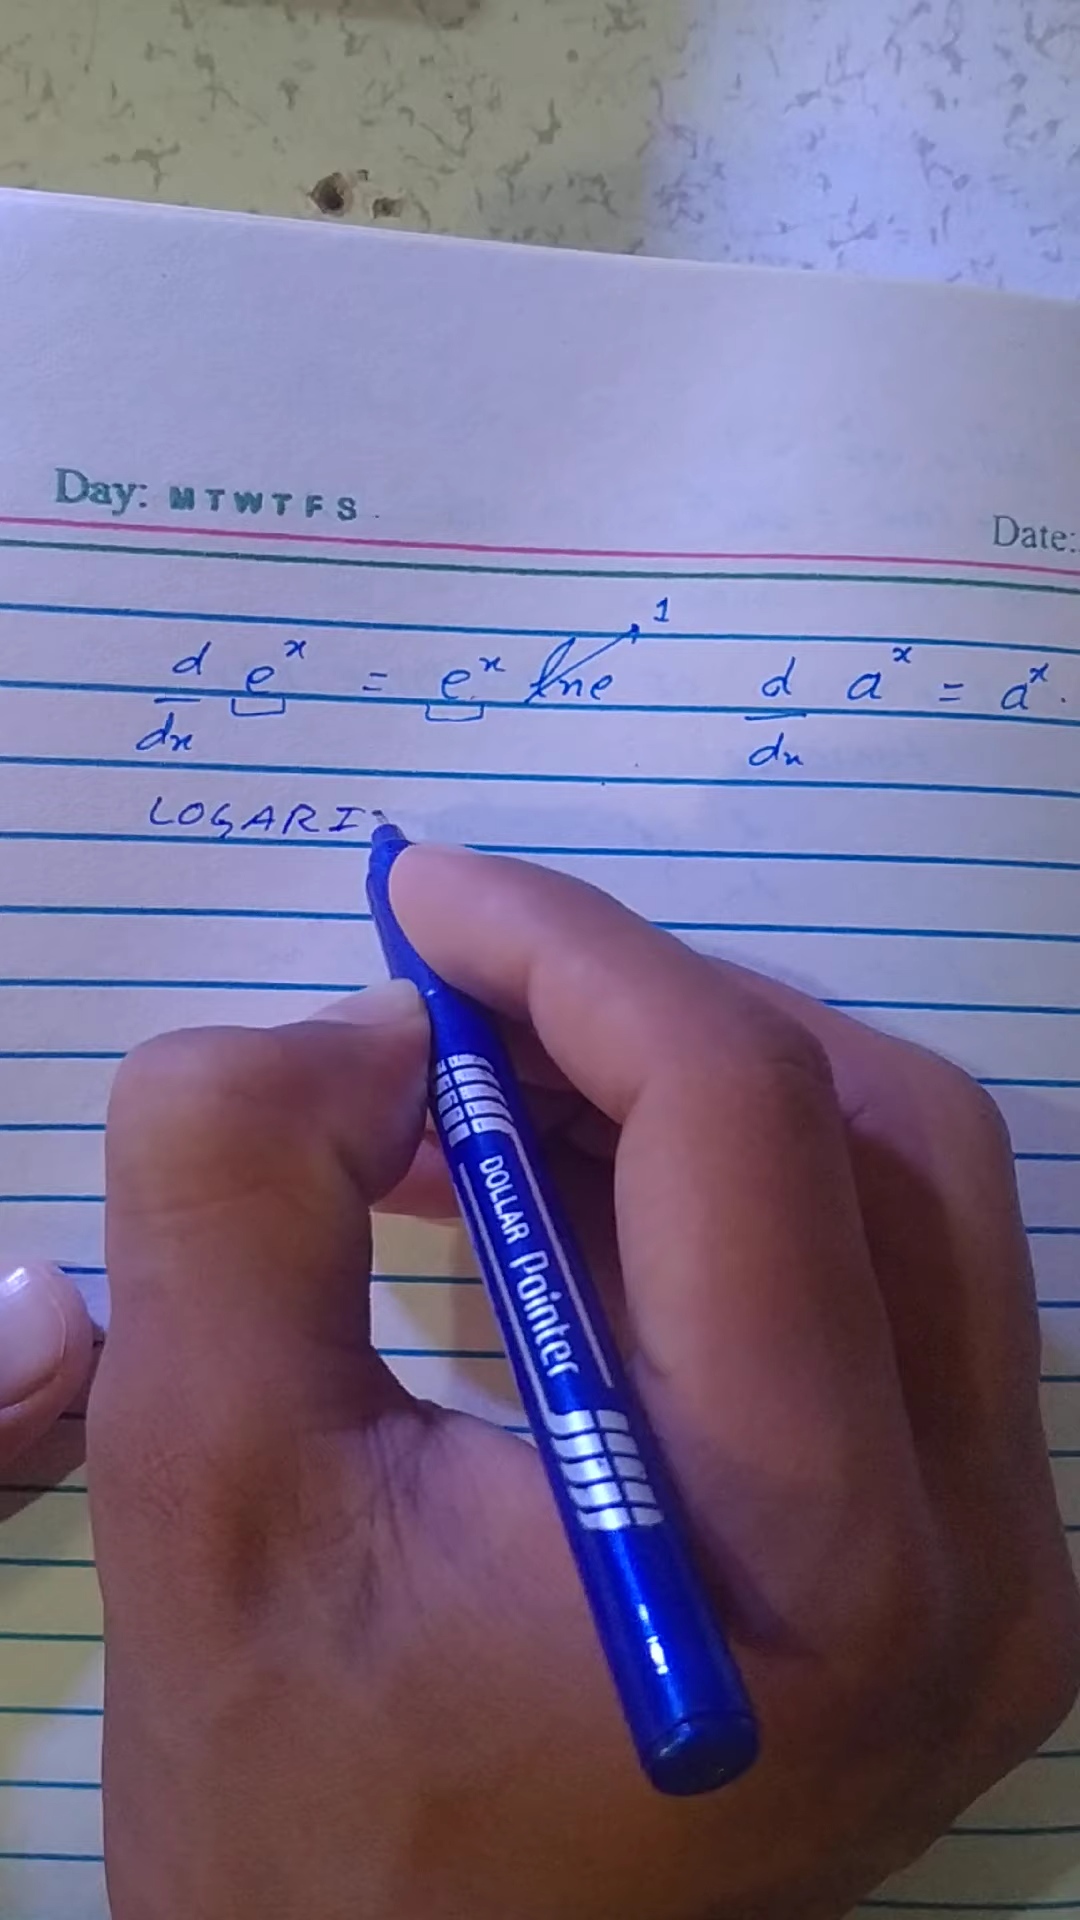 Day: M T W T F S
Date:
d/dx e^x = e^x lne 1 d/dx a^x = a^x .
LOGARI
DOLLAR Pointer